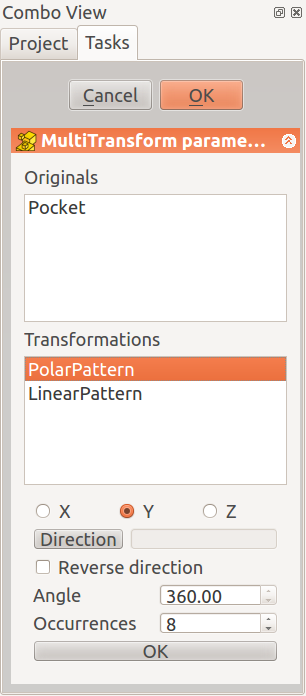 Combo View
Project Tasks
Cancel OK
MultiTransform parame...
Originals
Pocket
Transformations
PolarPattern
LinearPattern
X Y Z
Direction
Reverse direction
Angle 360.00
Occurrences 8
OK